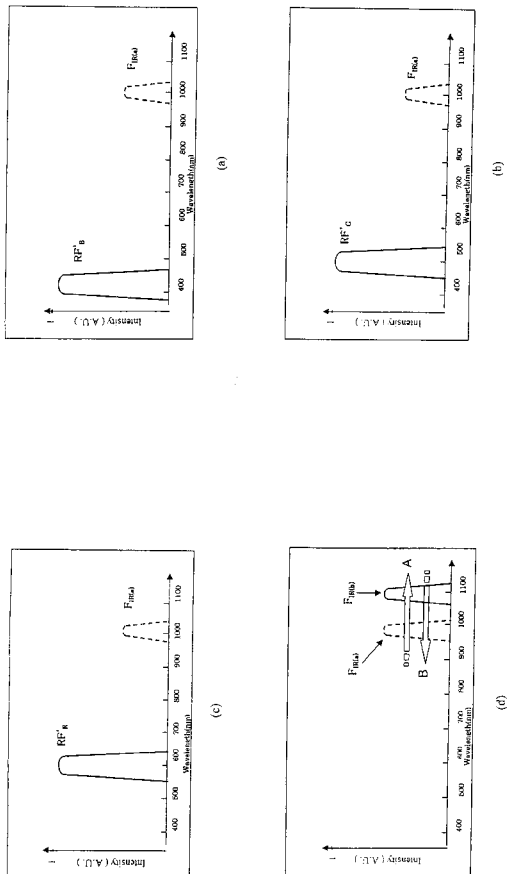 RF'B
FIR(a)
Intensity ( A.U. )
400 500 600 700 800 900 1000 1100
Wavelength(nm)
(a)
RF'G
FIR(a)
Intensity ( A.U. )
400 500 600 700 800 900 1000 1100
Wavelength(nm)
(b)
RF'R
FIR(a)
Intensity ( A.U. )
400 500 600 700 800 900 1000 1100
Wavelength(nm)
(c)
FIR(b)
FIR(a)
A
B
Intensity ( A.U. )
400 500 600 700 800 900 1000 1100
Wavelength(nm)
(d)